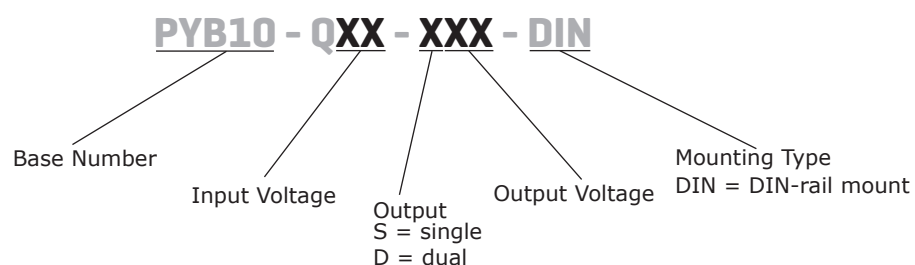 PYB10 - QXX - XXX - DIN
Base Number
Input Voltage
Output
S = single
D = dual
Output Voltage
Mounting Type
DIN = DIN-rail mount